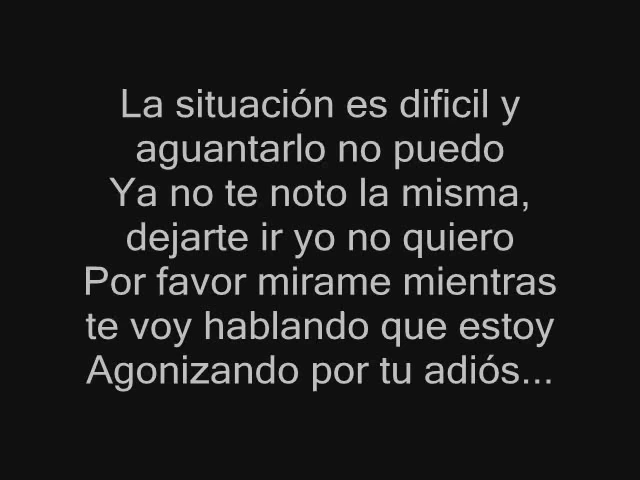 La situación es dificil y
aguantarlo no puedo
Ya no te noto la misma,
dejarte ir yo no quiero
Por favor mirame mientras
te voy hablando que estoy
Agonizando por tu adiós...